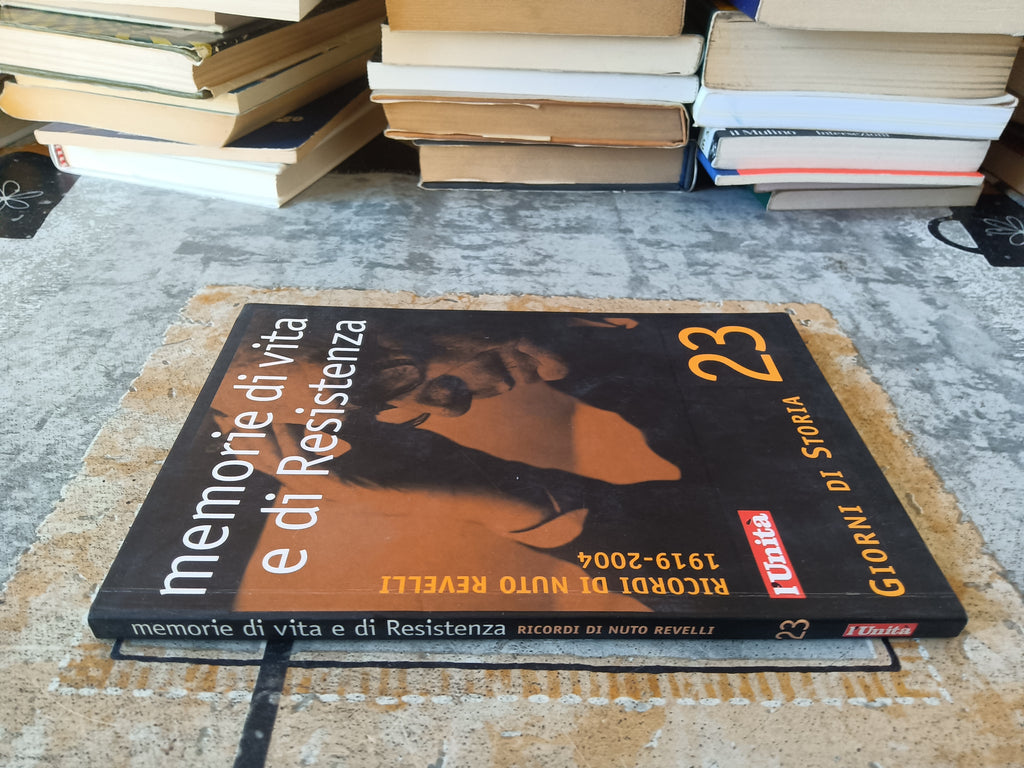 memorie di vita
e di Resistenza
RICORDI DI NUTO REVELLI
1919-2004
l'Unità
GIORNI DI STORIA
23
memorie di vita e di Resistenza RICORDI DI NUTO REVELLI 23 l'Unità
il Mulino Intersezioni